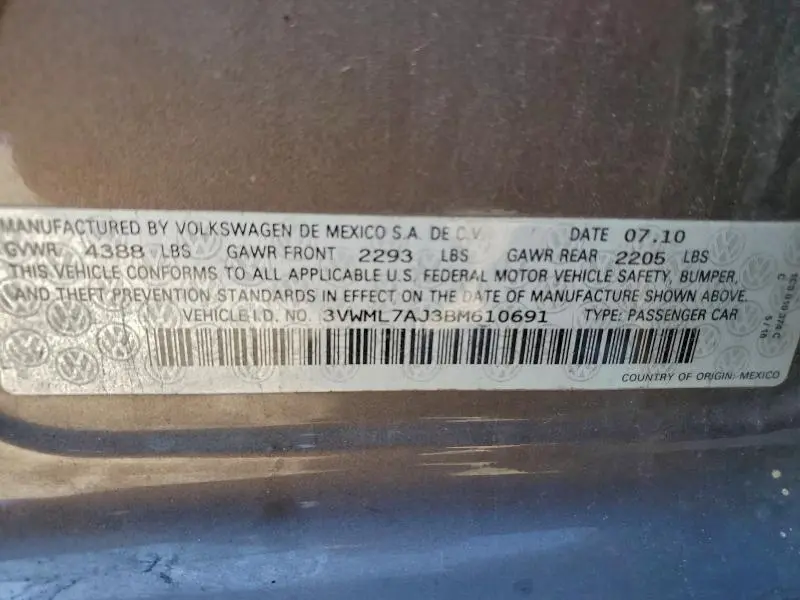 MANUFACTURED BY VOLKSWAGEN DE MEXICO S.A. DE C.V. DATE 07.10
GVWR 4388 LBS GAWR FRONT 2293 LBS GAWR REAR 2205 LBS
THIS VEHICLE CONFORMS TO ALL APPLICABLE U.S. FEDERAL MOTOR VEHICLE SAFETY, BUMPER,
AND THEFT PREVENTION STANDARDS IN EFFECT ON THE DATE OF MANUFACTURE SHOWN ABOVE.
VEHICLE I.D. NO. 3VWML7AJ3BM610691 TYPE: PASSENGER CAR
COUNTRY OF ORIGIN: MEXICO